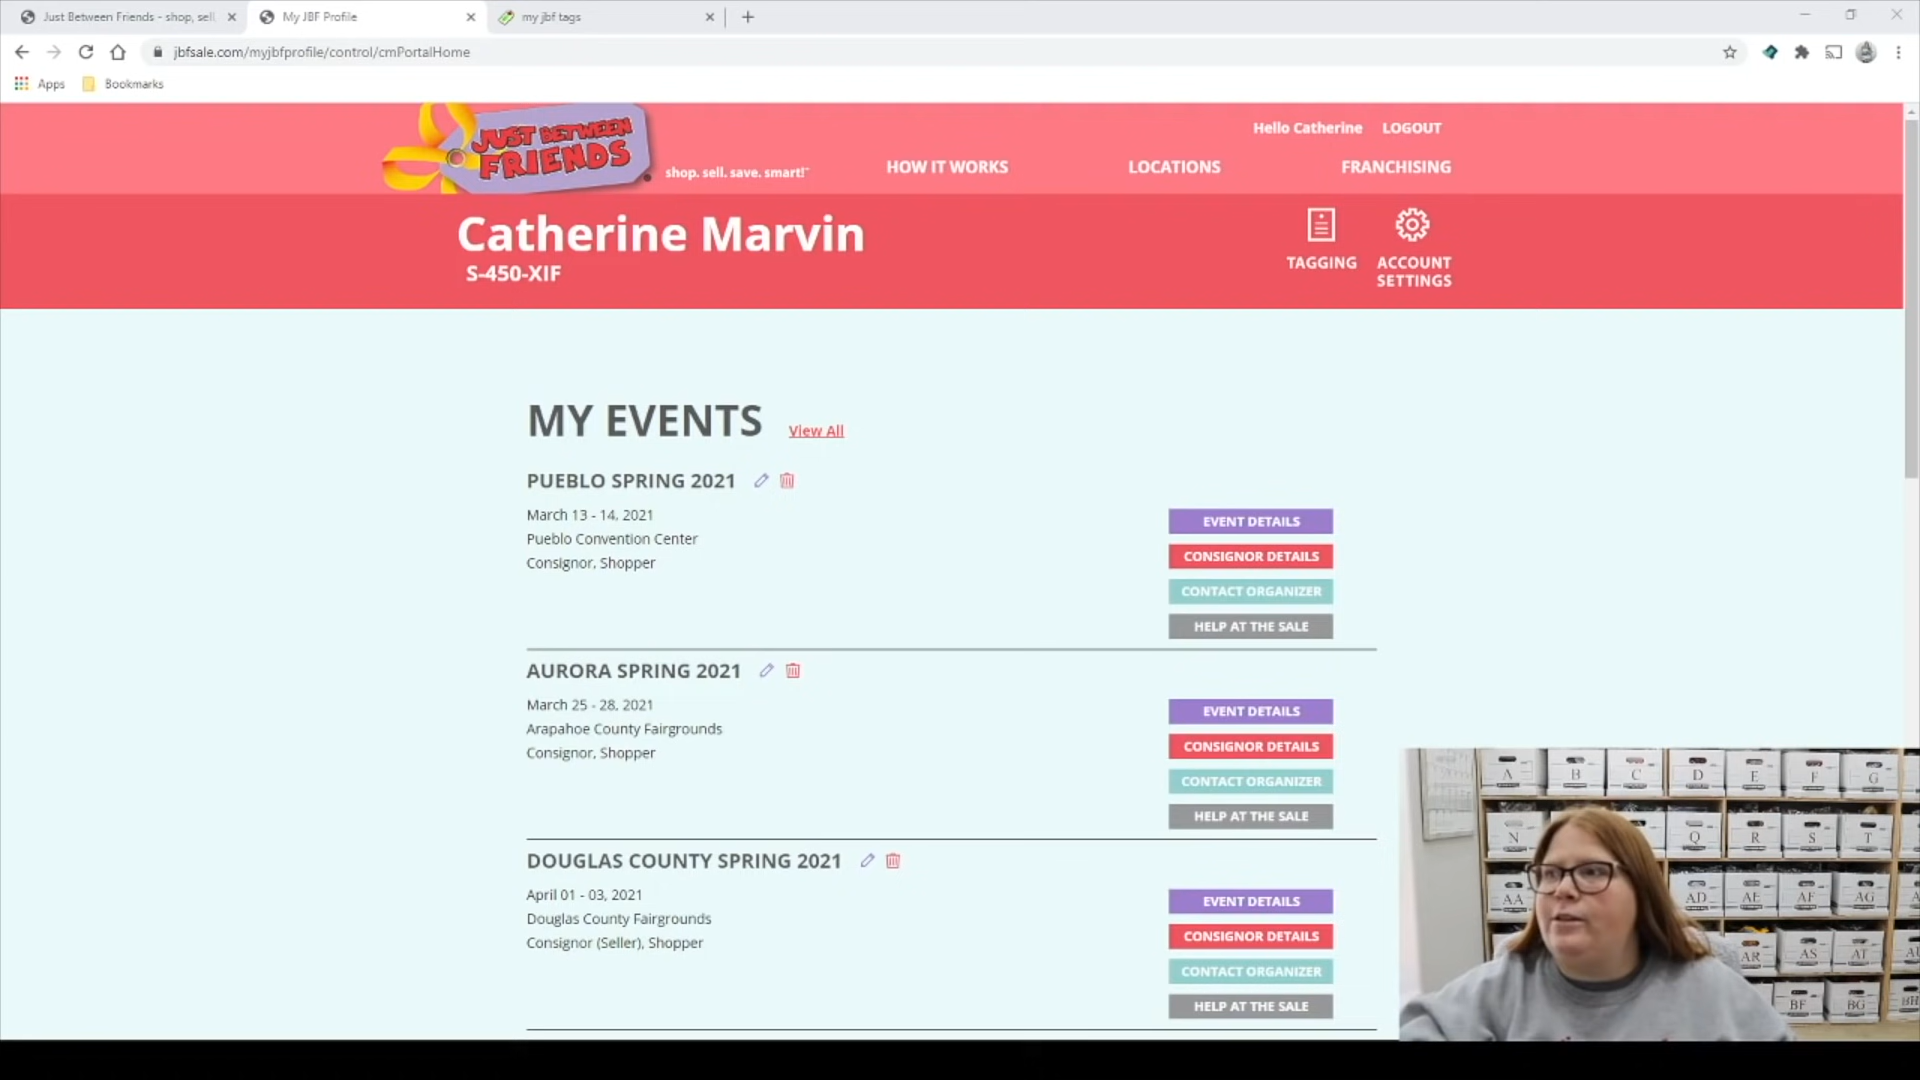 Just Between Friends - shop, sell,
My JBF Profile
my jbf tags
jbfsale.com/myjbfprofile/control/cmPortalHome
Apps
Bookmarks
JUST BETWEEN
FRIENDS
shop. sell. save. smart!
Hello Catherine
LOGOUT
HOW IT WORKS
LOCATIONS
FRANCHISING
Catherine Marvin
S-450-XIF
TAGGING
ACCOUNT
SETTINGS
MY EVENTS
View All
PUEBLO SPRING 2021
March 13 - 14, 2021
Pueblo Convention Center
Consignor, Shopper
EVENT DETAILS
CONSIGNOR DETAILS
CONTACT ORGANIZER
HELP AT THE SALE
AURORA SPRING 2021
March 25 - 28, 2021
Arapahoe County Fairgrounds
Consignor, Shopper
EVENT DETAILS
CONSIGNOR DETAILS
CONTACT ORGANIZER
HELP AT THE SALE
DOUGLAS COUNTY SPRING 2021
April 01 - 03, 2021
Douglas County Fairgrounds
Consignor (Seller), Shopper
EVENT DETAILS
CONSIGNOR DETAILS
CONTACT ORGANIZER
HELP AT THE SALE
A B C D E F G
N Q R S T
AA AD AE AF AG
AR AS AT
BF BG BH